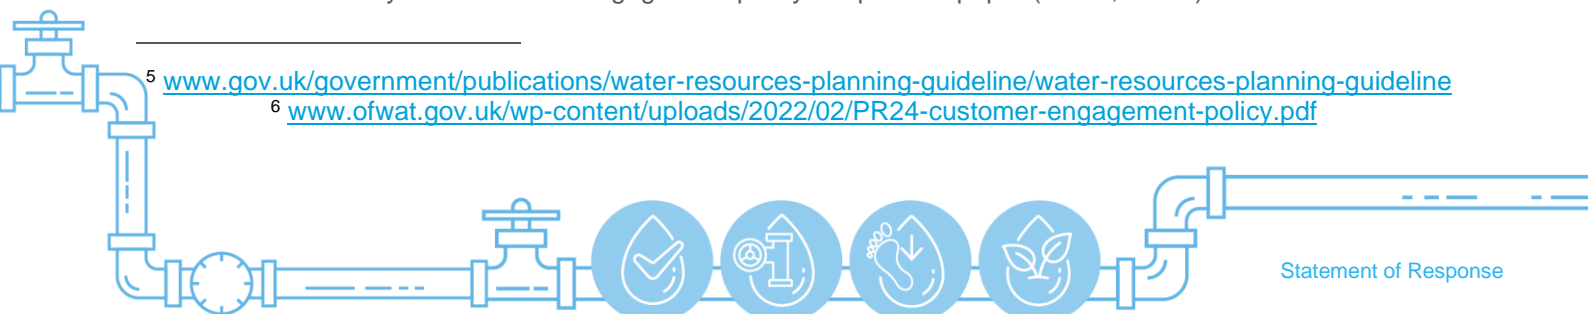 5 www.gov.uk/government/publications/water-resources-planning-guideline/water-resources-planning-guideline
6 www.ofwat.gov.uk/wp-content/uploads/2022/02/PR24-customer-engagement-policy.pdf
Statement of Response